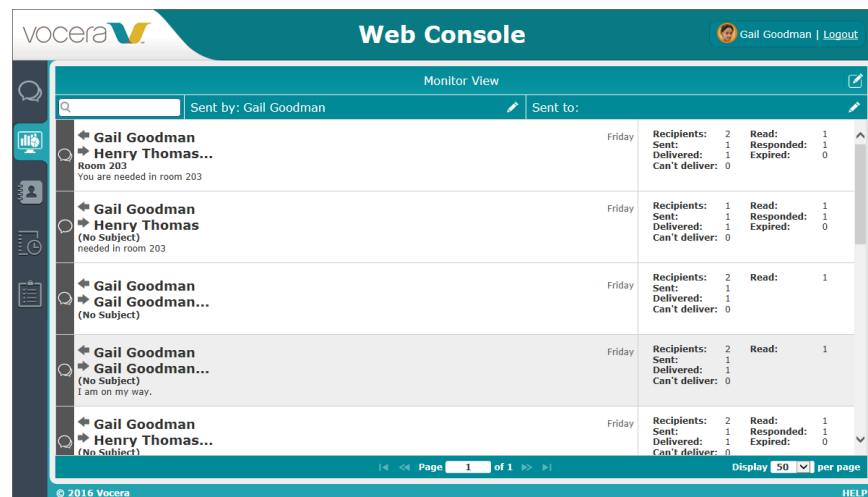 vocera
Web Console
Gail Goodman | Logout
Monitor View
Sent by: Gail Goodman
Sent to:
Gail Goodman
Henry Thomas...
Room 203
You are needed in room 203
Friday
Recipients: 2 Read: 1
Sent: 1 Responded: 1
Delivered: 1 Expired: 0
Can't deliver: 0
Gail Goodman
Henry Thomas
(No Subject)
needed in room 203
Friday
Recipients: 1 Read: 1
Sent: 1 Responded: 1
Delivered: 1 Expired: 0
Can't deliver: 0
Gail Goodman
Gail Goodman...
(No Subject)
Friday
Recipients: 2 Read: 1
Sent: 1
Delivered: 1
Can't deliver: 0
Gail Goodman
Gail Goodman...
(No Subject)
I am on my way.
Friday
Recipients: 2 Read: 1
Sent: 1
Delivered: 1
Can't deliver: 0
Gail Goodman
Henry Thomas...
(No Subject)
Friday
Recipients: 2 Read: 1
Sent: 1 Responded: 1
Delivered: 1 Expired: 0
Can't deliver: 0
Page 1 of 1
Display 50 per page
© 2016 Vocera
HELP